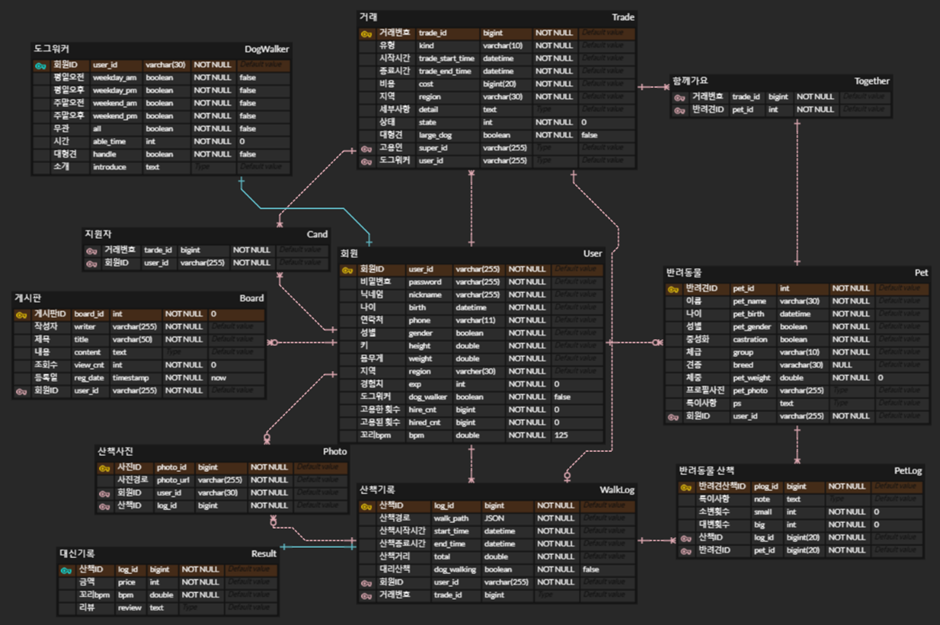 거래 Trade
거래번호 trade_id bigint NOT NULL Default value
유형 kind varchar(10) NOT NULL Default value
시작시간 trade_start_time datetime NOT NULL Default value
종료시간 trade_end_time datetime NOT NULL Default value
비용 cost bigint(20) NOT NULL Default value
지역 region varchar(30) NOT NULL Default value
세부사항 detail text Type Default value
상태 state int NOT NULL 0
대형견 large_dog boolean NOT NULL false
고용인 super_id varchar(255) Type Default value
도그워커 user_id varchar(255) Type Default value
도그워커 DogWalker
회원ID user_id varchar(30) NOT NULL Default value
평일오전 weekday_am boolean NOT NULL false
평일오후 weekday_pm boolean NOT NULL false
주말오전 weekend_am boolean NOT NULL false
주말오후 weekend_pm boolean NOT NULL false
무관 all boolean NOT NULL false
시간 able_time int NOT NULL 0
대형견 handle boolean NOT NULL false
소개 introduce text Type Default value
함께가요 Together
거래번호 trade_id bigint NOT NULL Default value
반려견ID pet_id int NOT NULL Default value
지원자 Cand
거래번호 tarde_id bigint NOT NULL Default value
회원ID user_id varchar(255) NOT NULL Default value
회원 User
회원ID user_id varchar(255) NOT NULL Default value
비밀번호 password varchar(255) NOT NULL Default value
닉네임 nickname varchar(255) NOT NULL Default value
나이 birth datetime NOT NULL Default value
연락처 phone varchar(11) NOT NULL Default value
성별 gender boolean NOT NULL Default value
키 height double NOT NULL Default value
몸무게 weight double NOT NULL Default value
지역 region varchar(30) NOT NULL Default value
경험치 exp int NOT NULL 0
도그워커 dog_walker boolean NOT NULL false
고용한 횟수 hire_cnt bigint NOT NULL 0
고용된 횟수 hired_cnt bigint NOT NULL 0
꼬리bpm bpm double NOT NULL 125
반려동물 Pet
반려견ID pet_id int NOT NULL Default value
이름 pet_name varchar(30) NOT NULL Default value
나이 pet_birth datetime NOT NULL Default value
성별 pet_gender boolean NOT NULL Default value
중성화 castration boolean NOT NULL Default value
체급 group varchar(10) NOT NULL Default value
견종 breed varachar(30) NULL Default value
체중 pet_weight double NOT NULL 0
프로필사진 pet_photo varchar(255) Type Default value
특이사항 ps text Type Default value
회원ID user_id varchar(255) NOT NULL Default value
게시판 Board
게시판ID board_id int NOT NULL 0
작성자 writer varchar(255) NOT NULL Default value
제목 title varchar(50) NOT NULL Default value
내용 content text Type Default value
조회수 view_cnt int NOT NULL 0
등록일 reg_date timestamp NOT NULL now
회원ID user_id varchar(255) NOT NULL Default value
산책사진 Photo
사진ID photo_id bigint NOT NULL Default value
사진경로 photo_url varchar(255) NOT NULL Default value
회원ID user_id varchar(30) NOT NULL Default value
산책ID log_id bigint NOT NULL Default value
산책기록 WalkLog
산책ID log_id bigint NOT NULL Default value
산책경로 walk_path JSON NOT NULL Default value
산책시작시간 start_time datetime NOT NULL Default value
산책종료시간 end_time datetime NOT NULL Default value
산책거리 total double NOT NULL Default value
대리산책 dog_walking boolean NOT NULL false
회원ID user_id varchar(255) NOT NULL Default value
거래번호 trade_id bigint Type Default value
반려동물 산책 PetLog
반려견산책ID plog_id bigint NOT NULL Default value
특이사항 note text Type Default value
소변횟수 small int NOT NULL 0
대변횟수 big int NOT NULL 0
산책ID log_id bigint(20) NOT NULL Default value
반려견ID pet_id bigint(20) NOT NULL Default value
대신기록 Result
산책ID log_id bigint NOT NULL Default value
금액 price int NOT NULL Default value
꼬리bpm bpm double NOT NULL Default value
리뷰 review text Type Default value